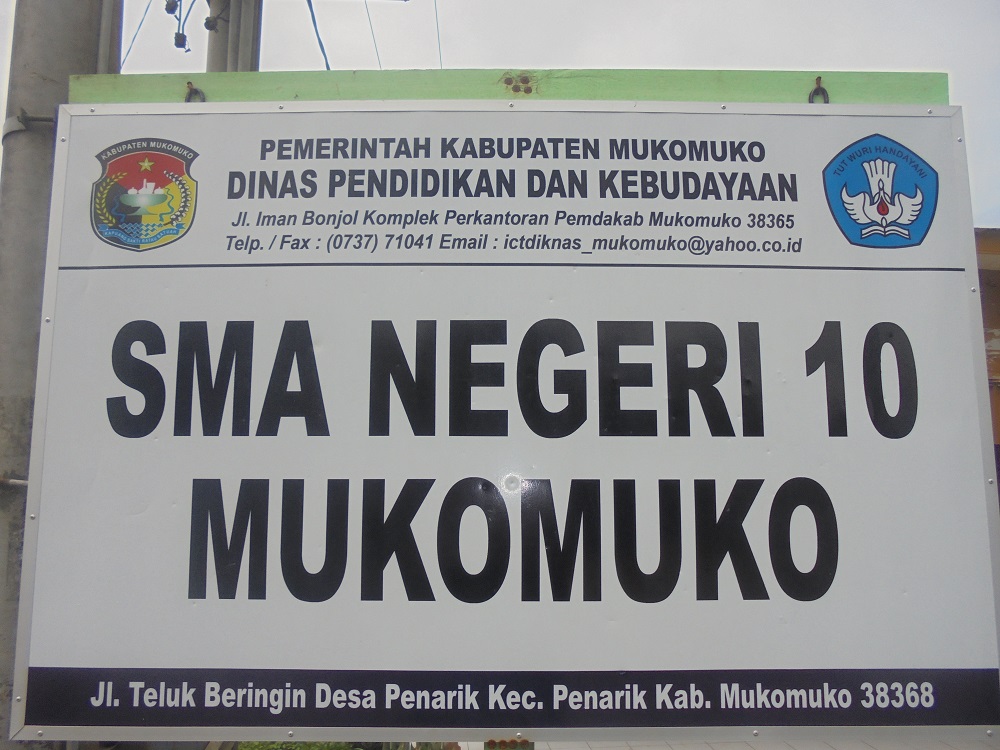 KABUPATEN MUKOMUKO
PEMERINTAH KABUPATEN MUKOMUKO
DINAS PENDIDIKAN DAN KEBUDAYAAN
Jl. Iman Bonjol Komplek Perkantoran Pemdakab Mukomuko 38365
Telp. / Fax : (0737) 71041 Email : ictdiknas_mukomuko@yahoo.co.id
TUT WURI HANDAYANI
SMA NEGERI 10
MUKOMUKO
Jl. Teluk Beringin Desa Penarik Kec. Penarik Kab. Mukomuko 38368